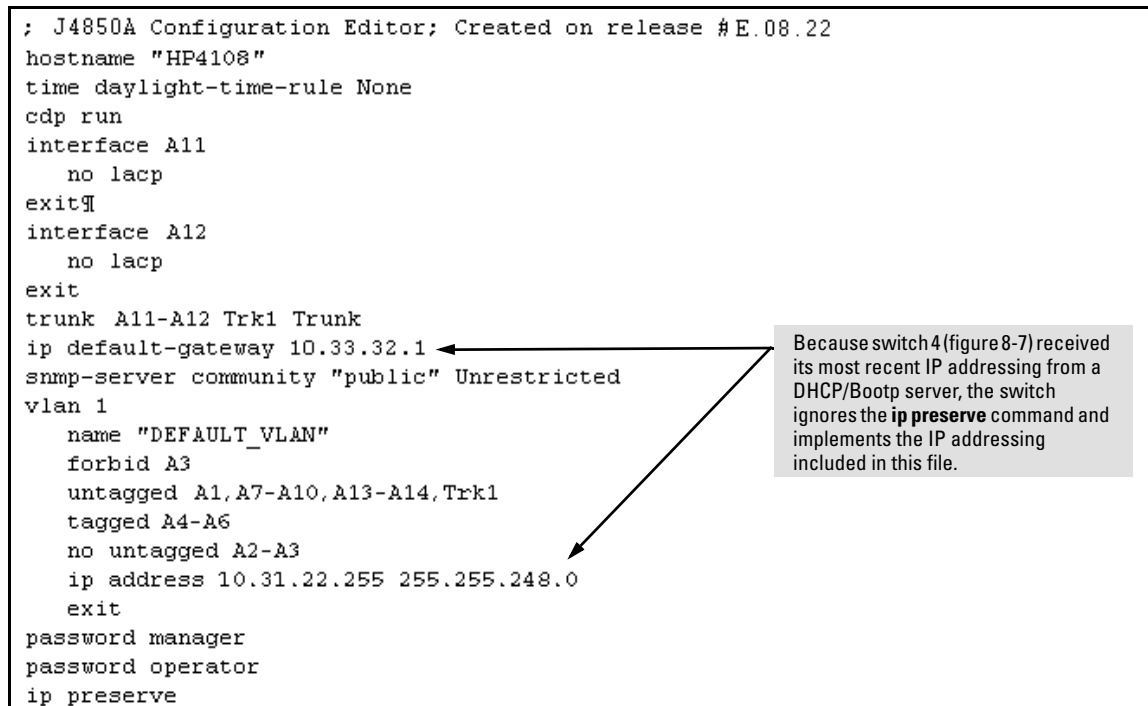 ; J4850A Configuration Editor; Created on release #E.08.22
hostname "HP4108"
time daylight-time-rule None
cdp run
interface A11
   no lacp
exit¶
interface A12
   no lacp
exit
trunk A11-A12 Trk1 Trunk
ip default-gateway 10.33.32.1
snmp-server community "public" Unrestricted
vlan 1
   name "DEFAULT_VLAN"
   forbid A3
   untagged A1,A7-A10,A13-A14,Trk1
   tagged A4-A6
   no untagged A2-A3
   ip address 10.31.22.255 255.255.248.0
   exit
password manager
password operator
ip preserve
Because switch 4 (figure 8-7) received
its most recent IP addressing from a
DHCP/Bootp server, the switch
ignores the ip preserve command and
implements the IP addressing
included in this file.